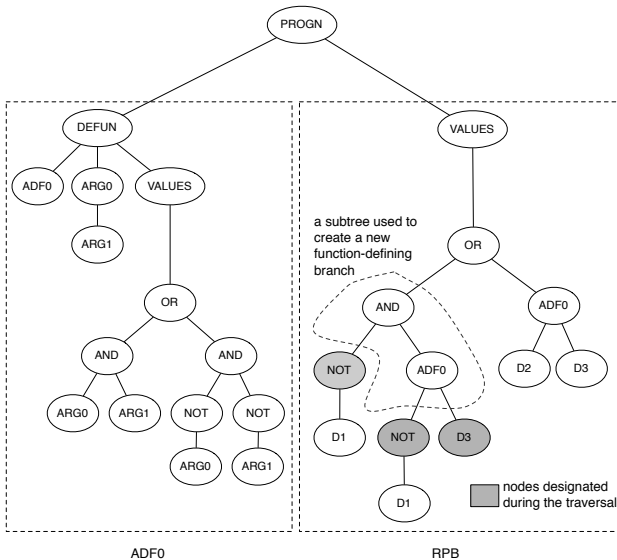 PROGN
DEFUN VALUES
ADF0 ARG0 VALUES
a subtree used to
create a new
function-defining
branch
ARG1 OR
OR AND ADF0
AND AND NOT ADF0 D2 D3
ARG0 ARG1 NOT NOT D1 NOT D3
ARG0 ARG1 D1
nodes designated
during the traversal
ADF0 RPB